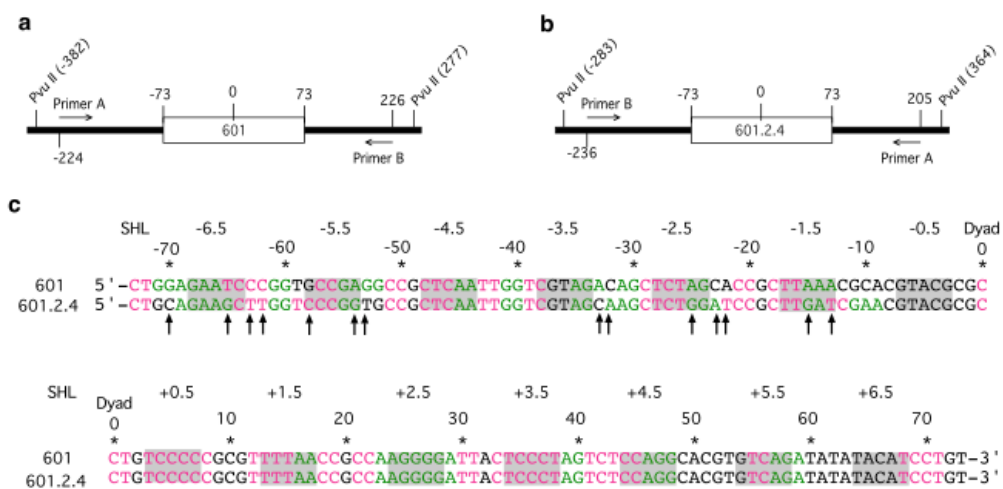 a
b
Pvu II (-382)
Primer A
-73
0
73
226
Pvu II (277)
601
-224
Primer B
Pvu II (-283)
Primer B
-73
0
73
205
Pvu II (364)
601.2.4
-236
Primer A
c
SHL -6.5 -5.5 -4.5 -3.5 -2.5 -1.5 -0.5 Dyad
-70 -60 -50 -40 -30 -20 -10 0
* * * * * * * *
601 5'-CTGGAGAATCCCGGTGCCGAGGCCGCTCAATTGGTCGTAGACAGCTCTAGCACCGCTTAAACGCACGTACGCGC
601.2.4 5'-CTGCAGAAGCTTGGTCCCGGTGCCGCTCAATTGGTCGTAGCAAGCTCTGGATCCGCTTGATCGAACGTACGCGC
SHL +0.5 +1.5 +2.5 +3.5 +4.5 +5.5 +6.5
Dyad
0 10 20 30 40 50 60 70
* * * * * * * *
601 CTGTCCCCCGCGTTTTAACCGCCAAGGGGATTACTCCCTAGTCTCCAGGCACGTGTCAGATATATACATCCTGT-3'
601.2.4 CTGTCCCCCGCGTTTTAACCGCCAAGGGGATTACTCCCTAGTCTCCAGGCACGTGTCAGATATATACATCCTGT-3'